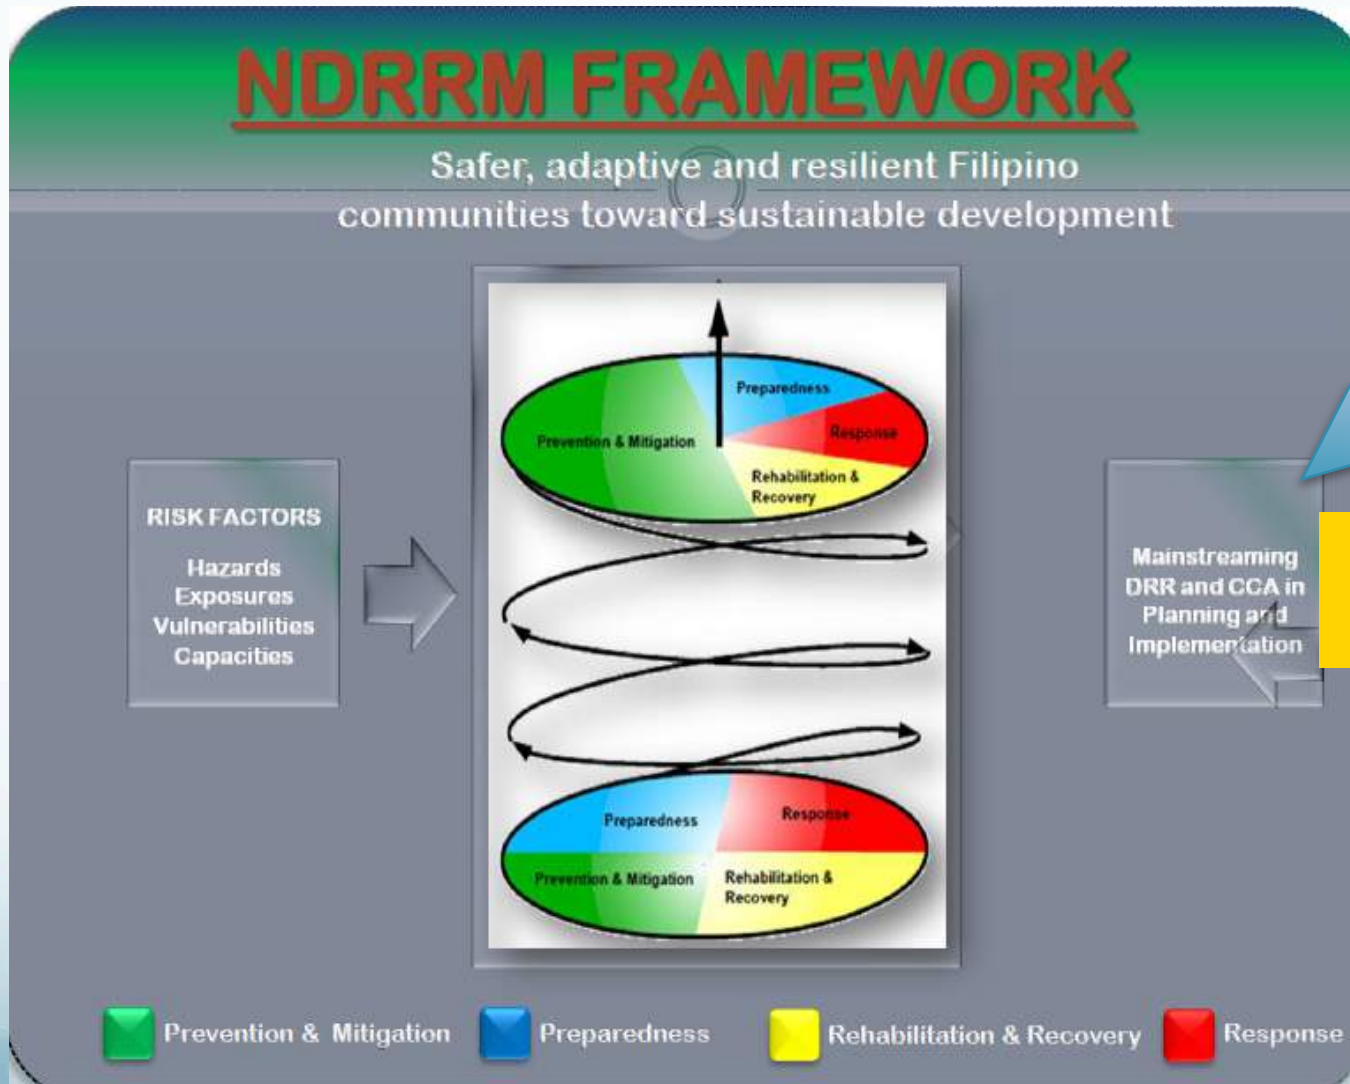 NDRRM FRAMEWORK
Safer, adaptive and resilient Filipino
communities toward sustainable development
RISK FACTORS
Hazards
Exposures
Vulnerabilities
Capacities
Preparedness
Prevention & Mitigation
Response
Rehabilitation &
Recovery
Mainstreaming
DRR and CCA in
Planning and
Implementation
Preparedness
Response
Prevention & Mitigation
Rehabilitation &
Recovery
Prevention & Mitigation
Preparedness
Rehabilitation & Recovery
Response